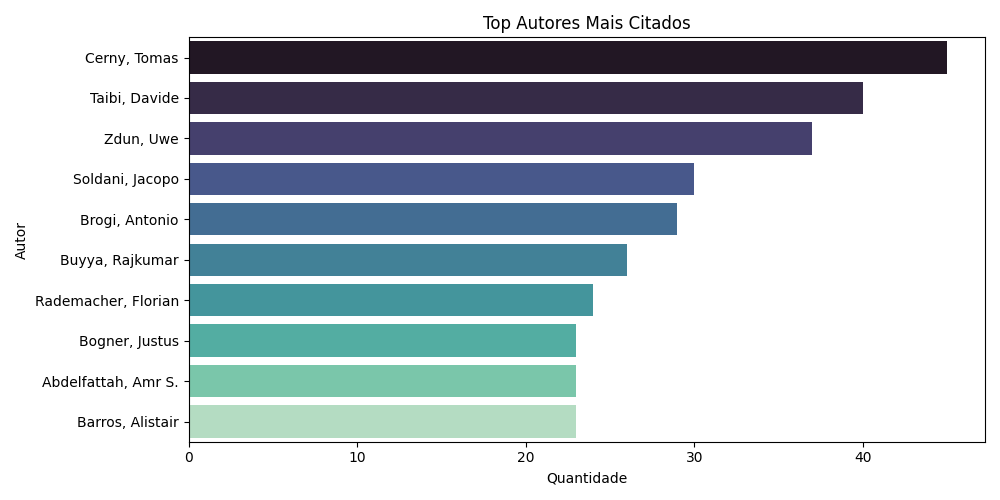 Top Autores Mais Citados
Autor
Cerny, Tomas
Taibi, Davide
Zdun, Uwe
Soldani, Jacopo
Brogi, Antonio
Buyya, Rajkumar
Rademacher, Florian
Bogner, Justus
Abdelfattah, Amr S.
Barros, Alistair
0 10 20 30 40
Quantidade